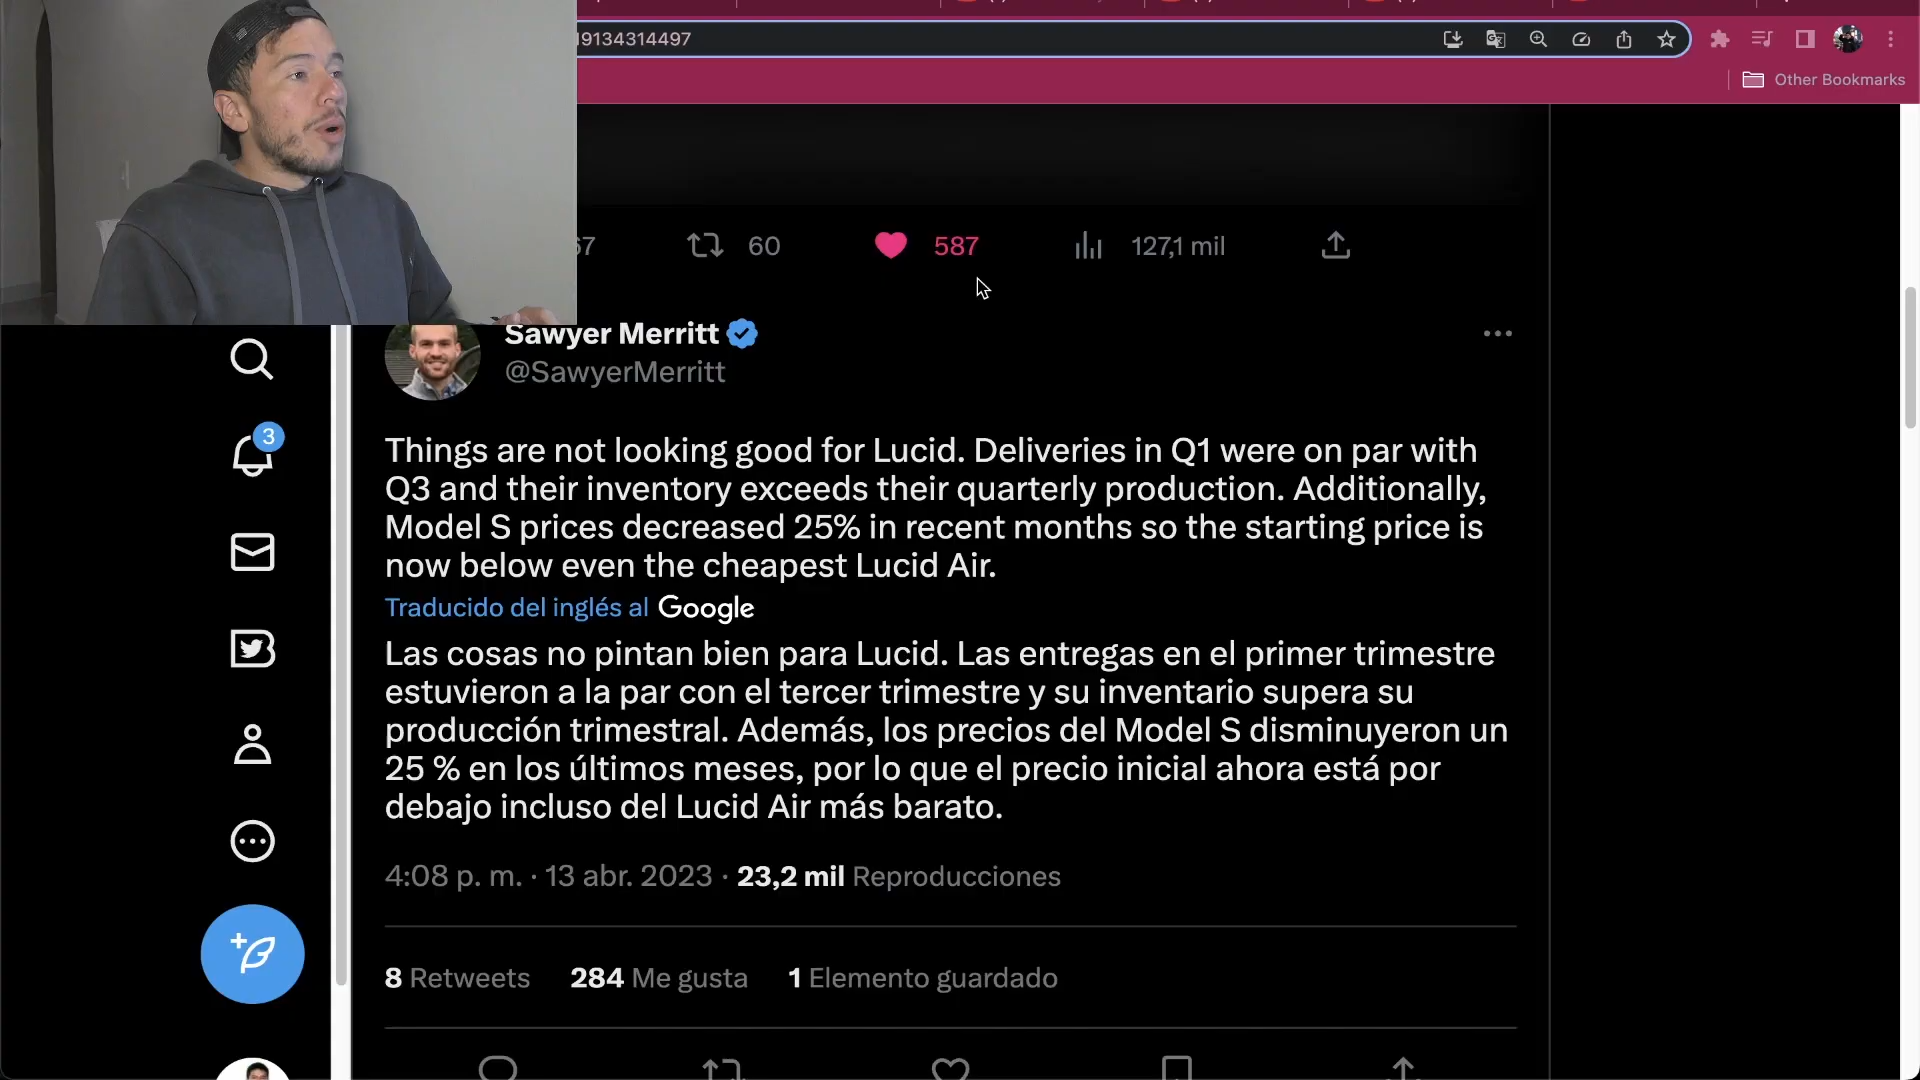 19134314497
Other Bookmarks
60
587
127,1 mil
Sawyer Merritt
@SawyerMerritt
3
Things are not looking good for Lucid. Deliveries in Q1 were on par with
Q3 and their inventory exceeds their quarterly production. Additionally,
Model S prices decreased 25% in recent months so the starting price is
now below even the cheapest Lucid Air.
Traducido del inglés al Google
Las cosas no pintan bien para Lucid. Las entregas en el primer trimestre
estuvieron a la par con el tercer trimestre y su inventario supera su
producción trimestral. Además, los precios del Model S disminuyeron un
25 % en los últimos meses, por lo que el precio inicial ahora está por
debajo incluso del Lucid Air más barato.
4:08 p. m. · 13 abr. 2023 · 23,2 mil Reproducciones
8 Retweets 284 Me gusta 1 Elemento guardado